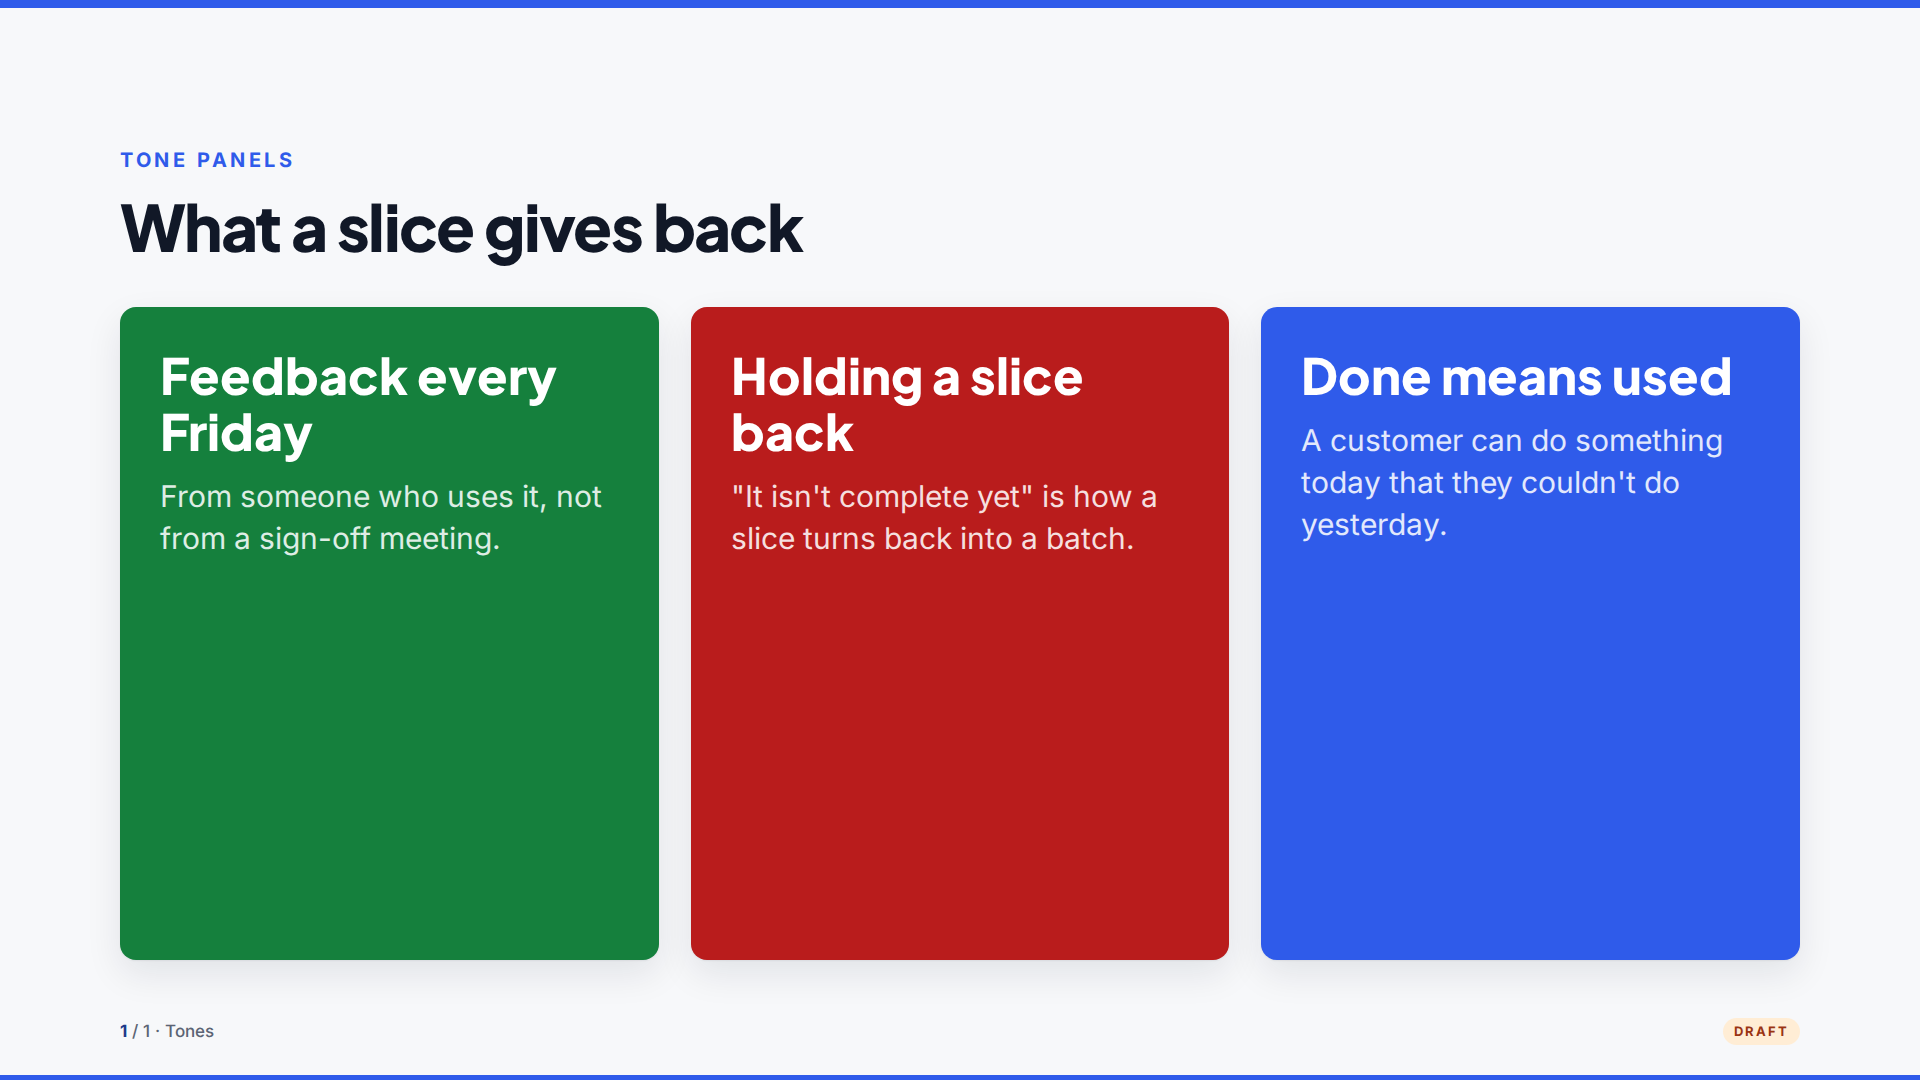 TONE PANELS
What a slice gives back
Feedback every
Friday
From someone who uses it, not
from a sign-off meeting.
Holding a slice
back
"It isn't complete yet" is how a
slice turns back into a batch.
Done means used
A customer can do something
today that they couldn't do
yesterday.
1 / 1 · Tones
DRAFT